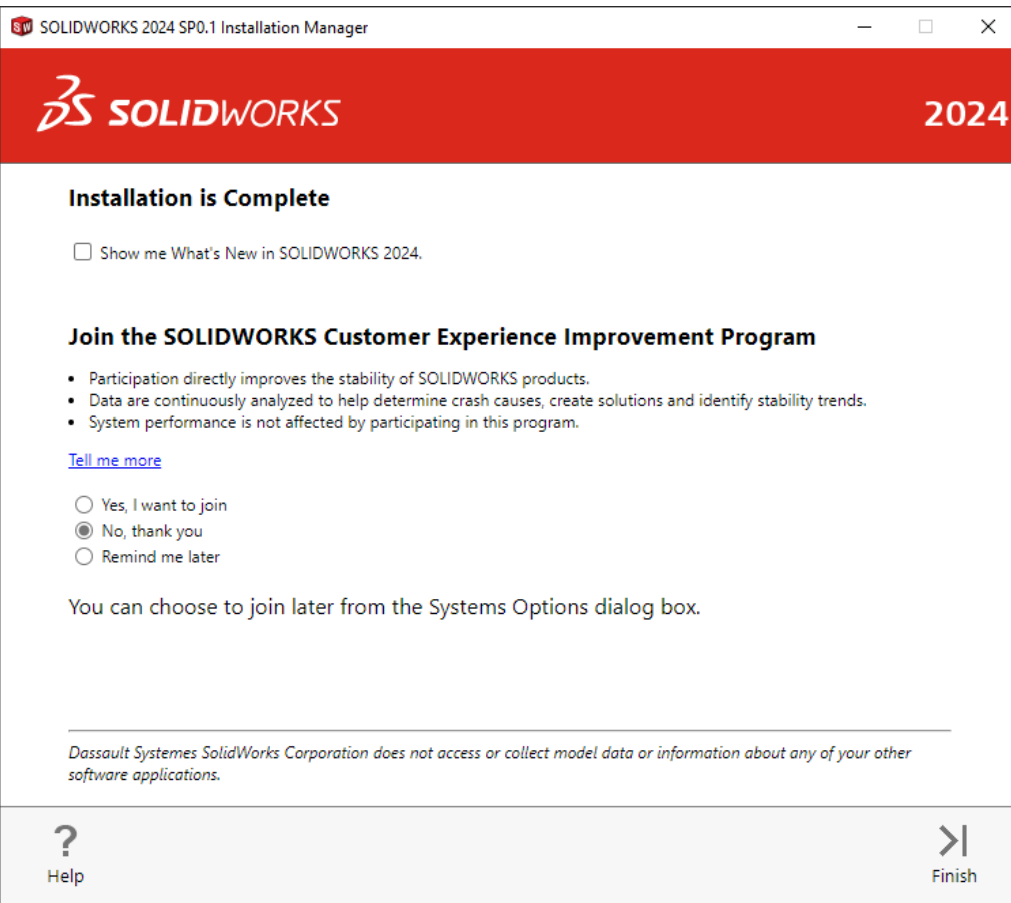 SOLIDWORKS 2024 SP0.1 Installation Manager
SOLIDWORKS
2024
Installation is Complete
Show me What's New in SOLIDWORKS 2024.
Join the SOLIDWORKS Customer Experience Improvement Program
• Participation directly improves the stability of SOLIDWORKS products.
• Data are continuously analyzed to help determine crash causes, create solutions and identify stability trends.
• System performance is not affected by participating in this program.
Tell me more
Yes, I want to join
No, thank you
Remind me later
You can choose to join later from the Systems Options dialog box.
Dassault Systemes SolidWorks Corporation does not access or collect model data or information about any of your other
software applications.
?
Help
Finish